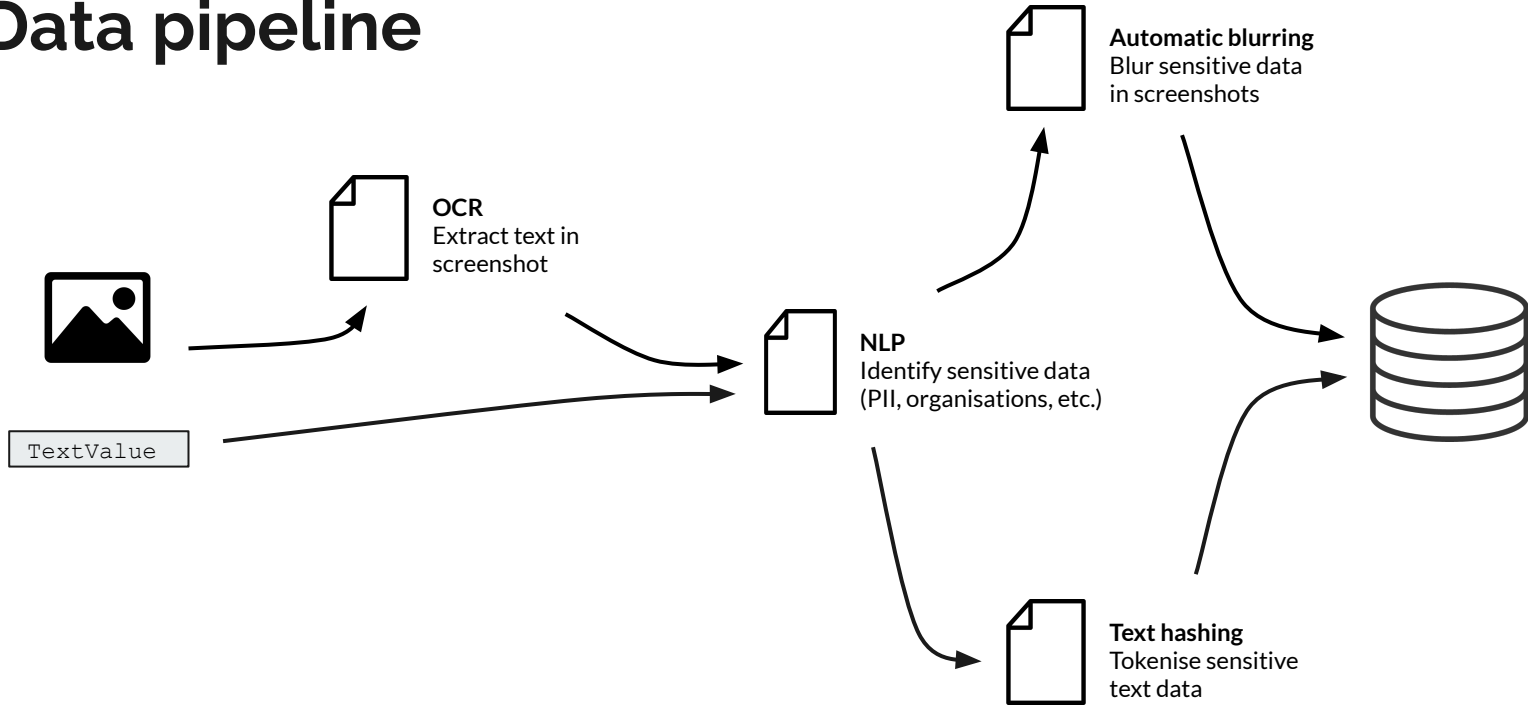 Data pipeline
Automatic blurring
Blur sensitive data
in screenshots
OCR
Extract text in
screenshot
NLP
Identify sensitive data
(PII, organisations, etc.)
TextValue
Text hashing
Tokenise sensitive
text data